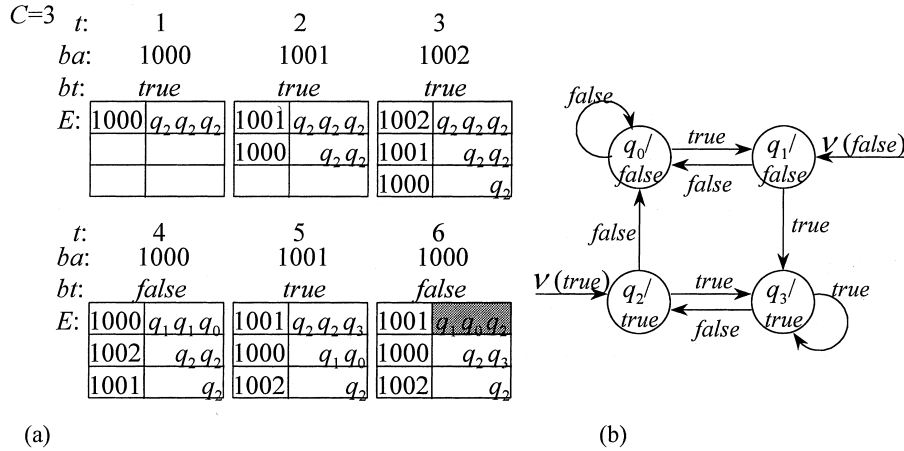 C=3
t: 1 2 3
ba: 1000 1001 1002
bt: true true true
E: 1000 q2 q2 q2 1001 q2 q2 q2 1002 q2 q2 q2
1000 q2 q2 1001 q2 q2
1000 q2
t: 4 5 6
ba: 1000 1001 1000
bt: false true false
E: 1000 q1 q1 q0 1001 q2 q2 q3 1001 q1 q0 q2
1002 q2 q2 1000 q1 q0 1000 q2 q3
1001 q2 1002 q2 1002 q2
(a)
false
q0/ true q1/ ν(false)
false false false
false true
ν(true) q2/ true q3/ true
true false true
(b)